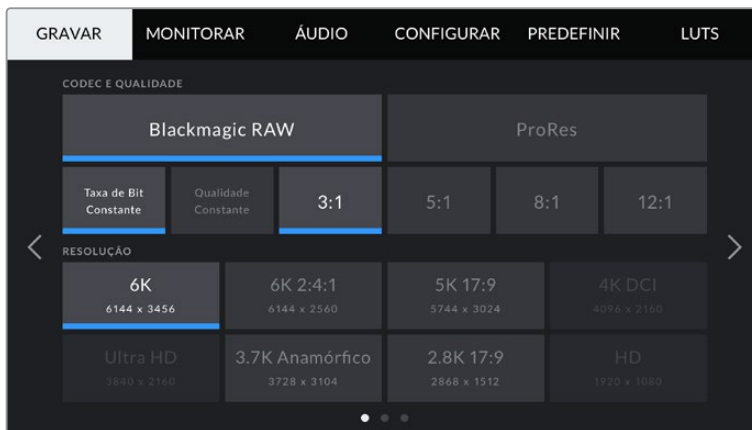 GRAVAR MONITORAR ÁUDIO CONFIGURAR PREDEFINIR LUTS
CODEC E QUALIDADE
Blackmagic RAW ProRes
Taxa de Bit Constante Qualidade Constante 3:1 5:1 8:1 12:1
RESOLUÇÃO
6K 6K 2:4:1 5K 17:9 4K DCI
6144 x 3456 6144 x 2560 5744 x 3024 4096 x 2160
Ultra HD 3.7K Anamórfico 2.8K 17:9 HD
3840 x 2160 3728 x 3104 2868 x 1512 1920 x 1080